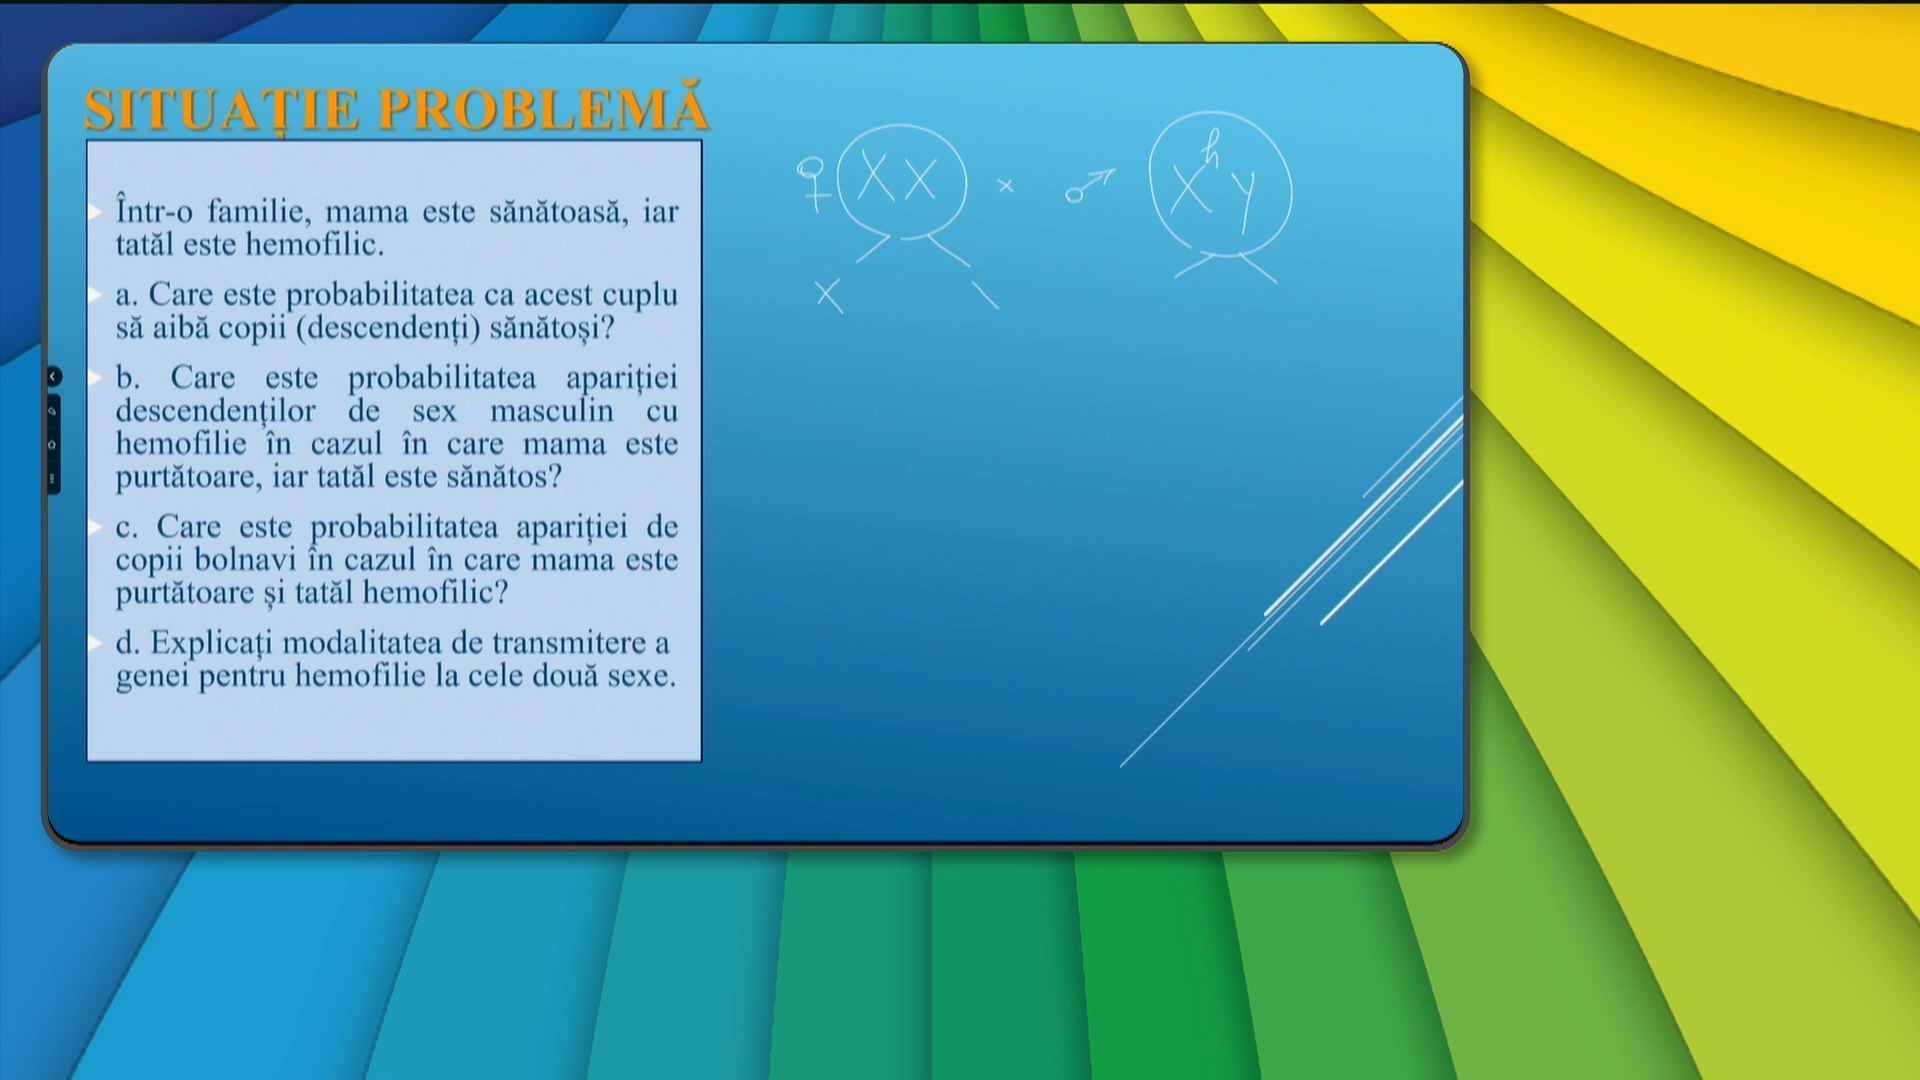 SITUAȚIE PROBLEMĂ
Într-o familie, mama este sănătoasă, iar
tatăl este hemofilic.
a. Care este probabilitatea ca acest cuplu
să aibă copii (descendenți) sănătoși?
b. Care este probabilitatea apariției
descendenților de sex masculin cu
hemofilie în cazul în care mama este
purtătoare, iar tatăl este sănătos?
c. Care este probabilitatea apariției de
copii bolnavi în cazul în care mama este
purtătoare și tatăl hemofilic?
d. Explicați modalitatea de transmitere a
genei pentru hemofilie la cele două sexe.
♀ XX × ♂ XʰY
X